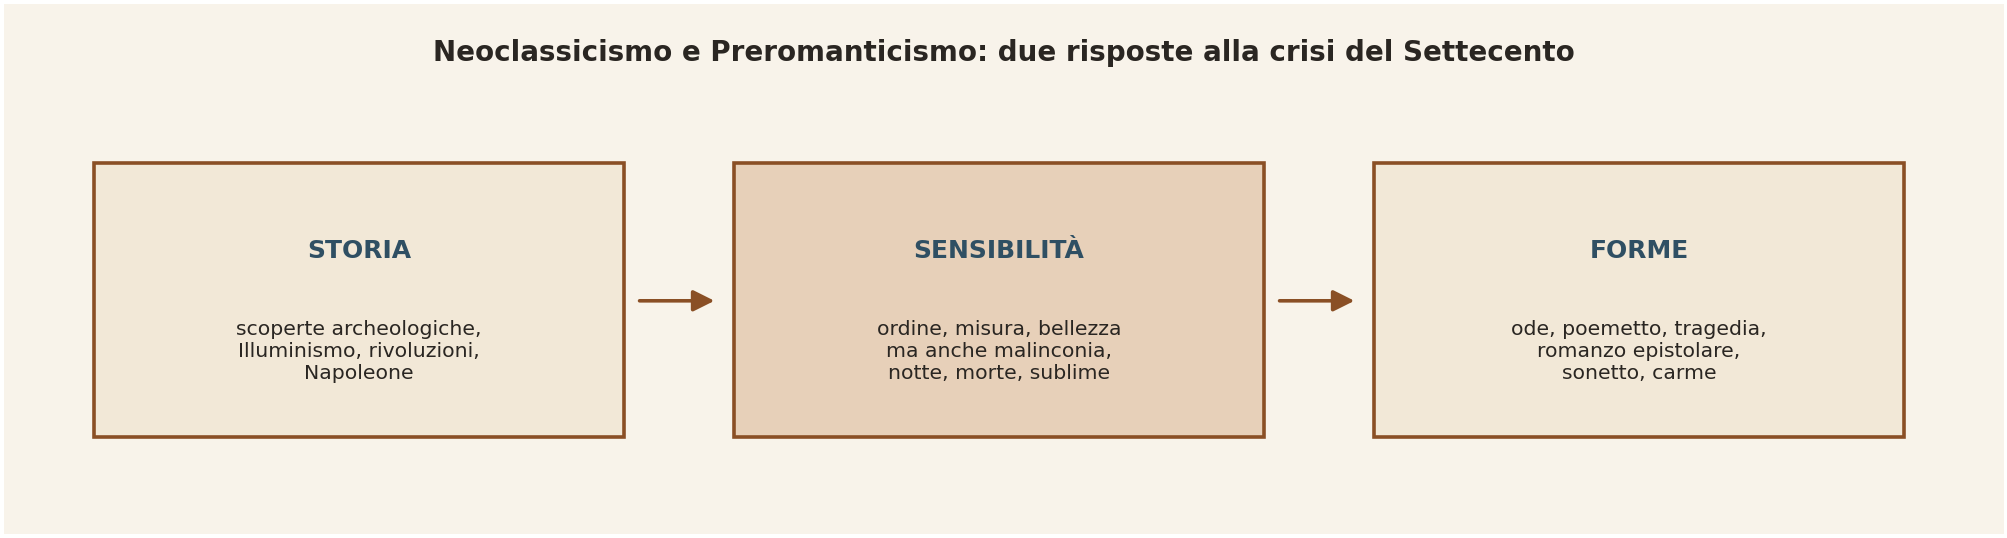 Neoclassicismo e Preromanticismo: due risposte alla crisi del Settecento
STORIA
scoperte archeologiche,
Illuminismo, rivoluzioni,
Napoleone
SENSIBILITÀ
ordine, misura, bellezza
ma anche malinconia,
notte, morte, sublime
FORME
ode, poemetto, tragedia,
romanzo epistolare,
sonetto, carme